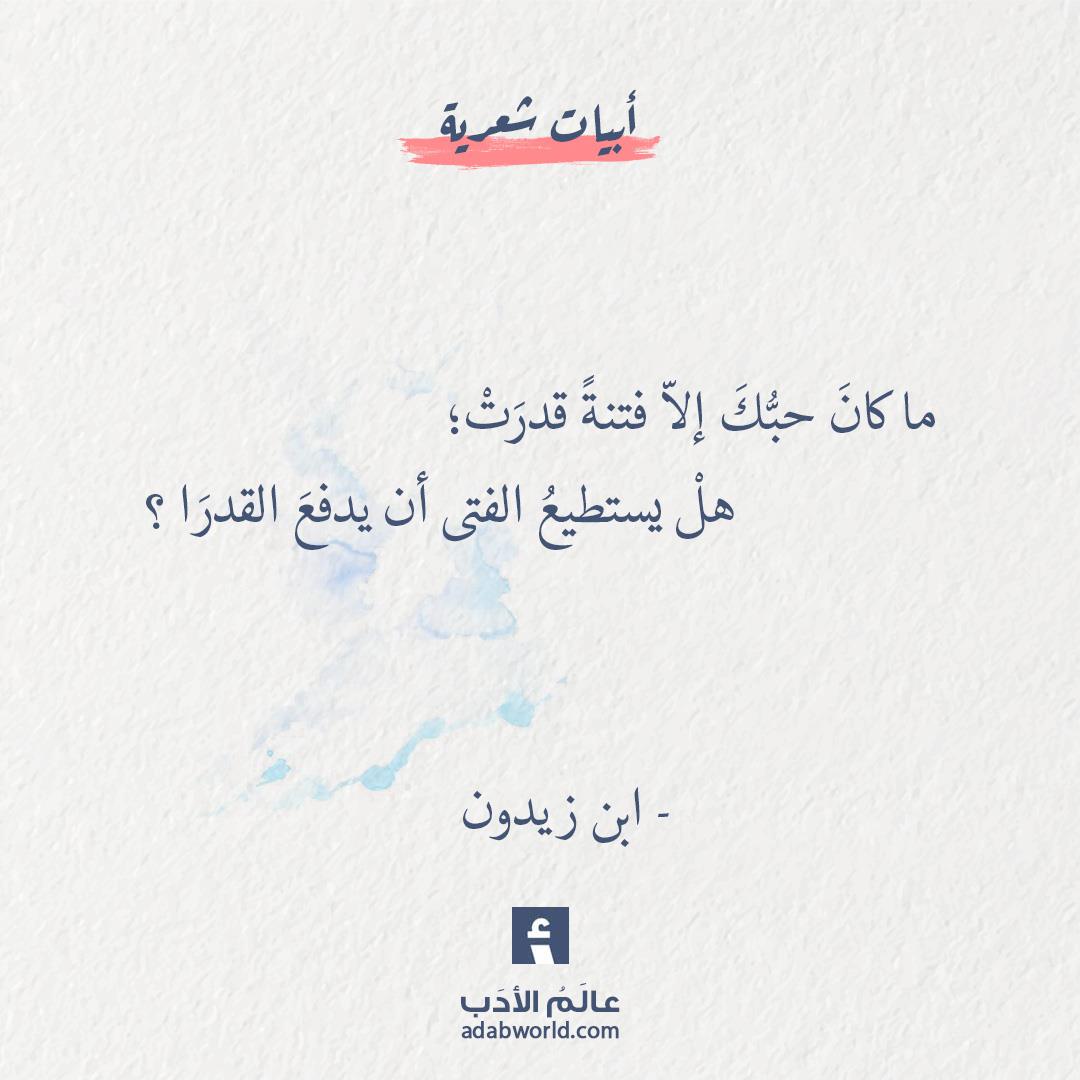 أبيات شعرية
ما كانَ حبُّكَ إلاّ فتنةً قدرَتْ؛
هلْ يستطيعُ الفتى أن يدفعَ القدرَا ؟
- ابن زيدون
أ
عالَمُ الأدَب
adabworld.com